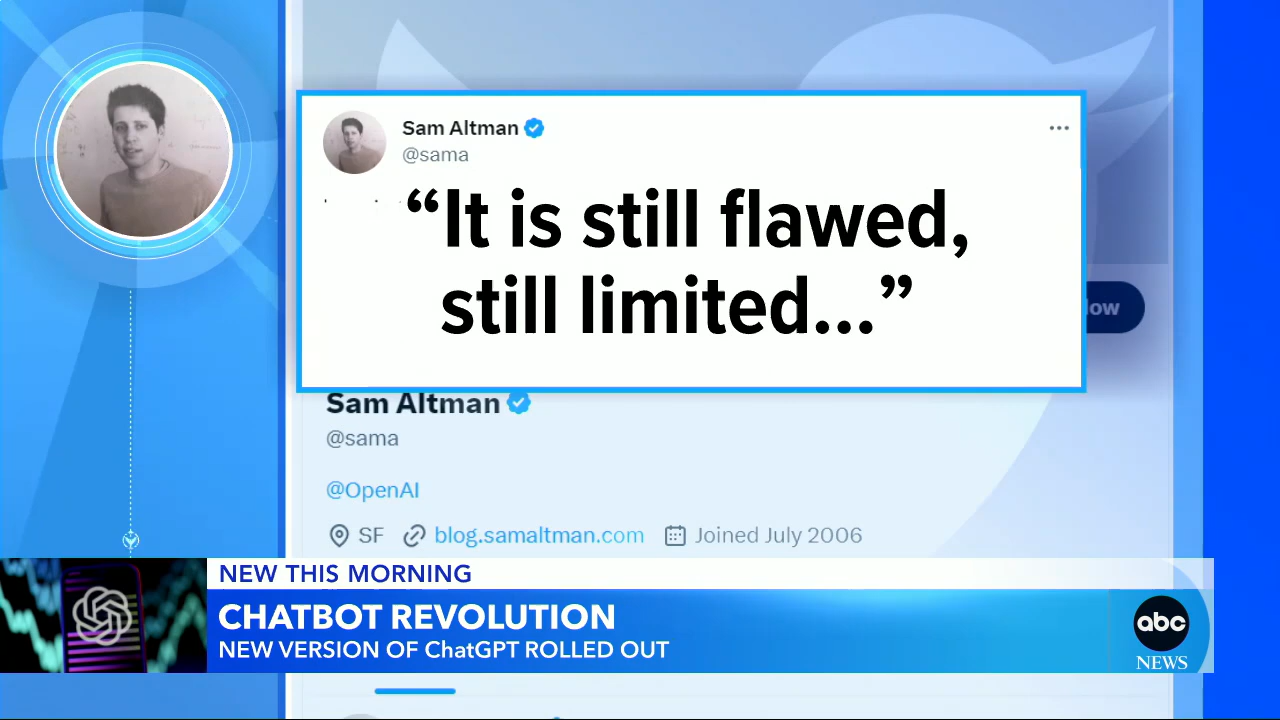 Sam Altman
@sama
“It is still flawed,
still limited...”
Sam Altman
@sama
@OpenAI
SF blog.samaltman.com Joined July 2006
NEW THIS MORNING
CHATBOT REVOLUTION
NEW VERSION OF ChatGPT ROLLED OUT
abc
NEWS